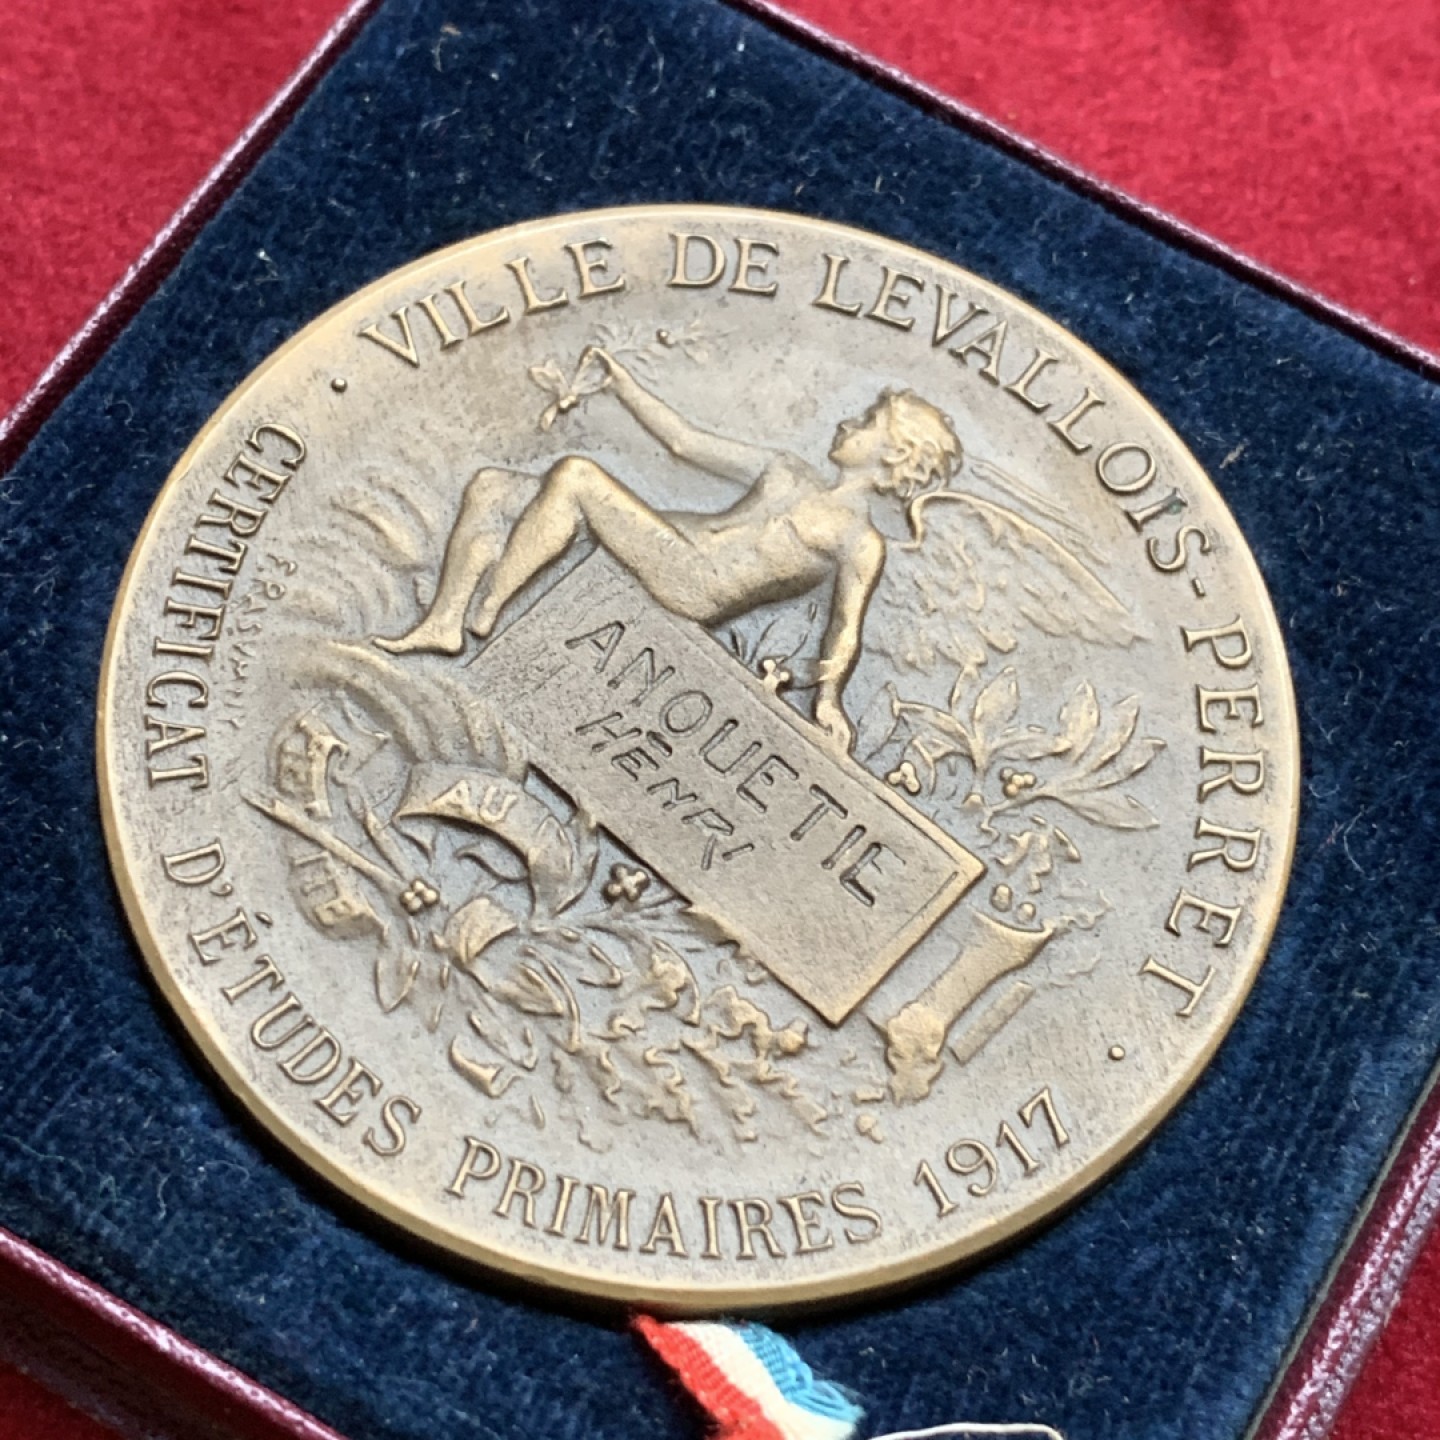 · VILLE DE LEVALLOIS-PERRET ·
CERTIFICAT D'ÉTUDES PRIMAIRES 1917
ANQUETIE
HENRI
AU